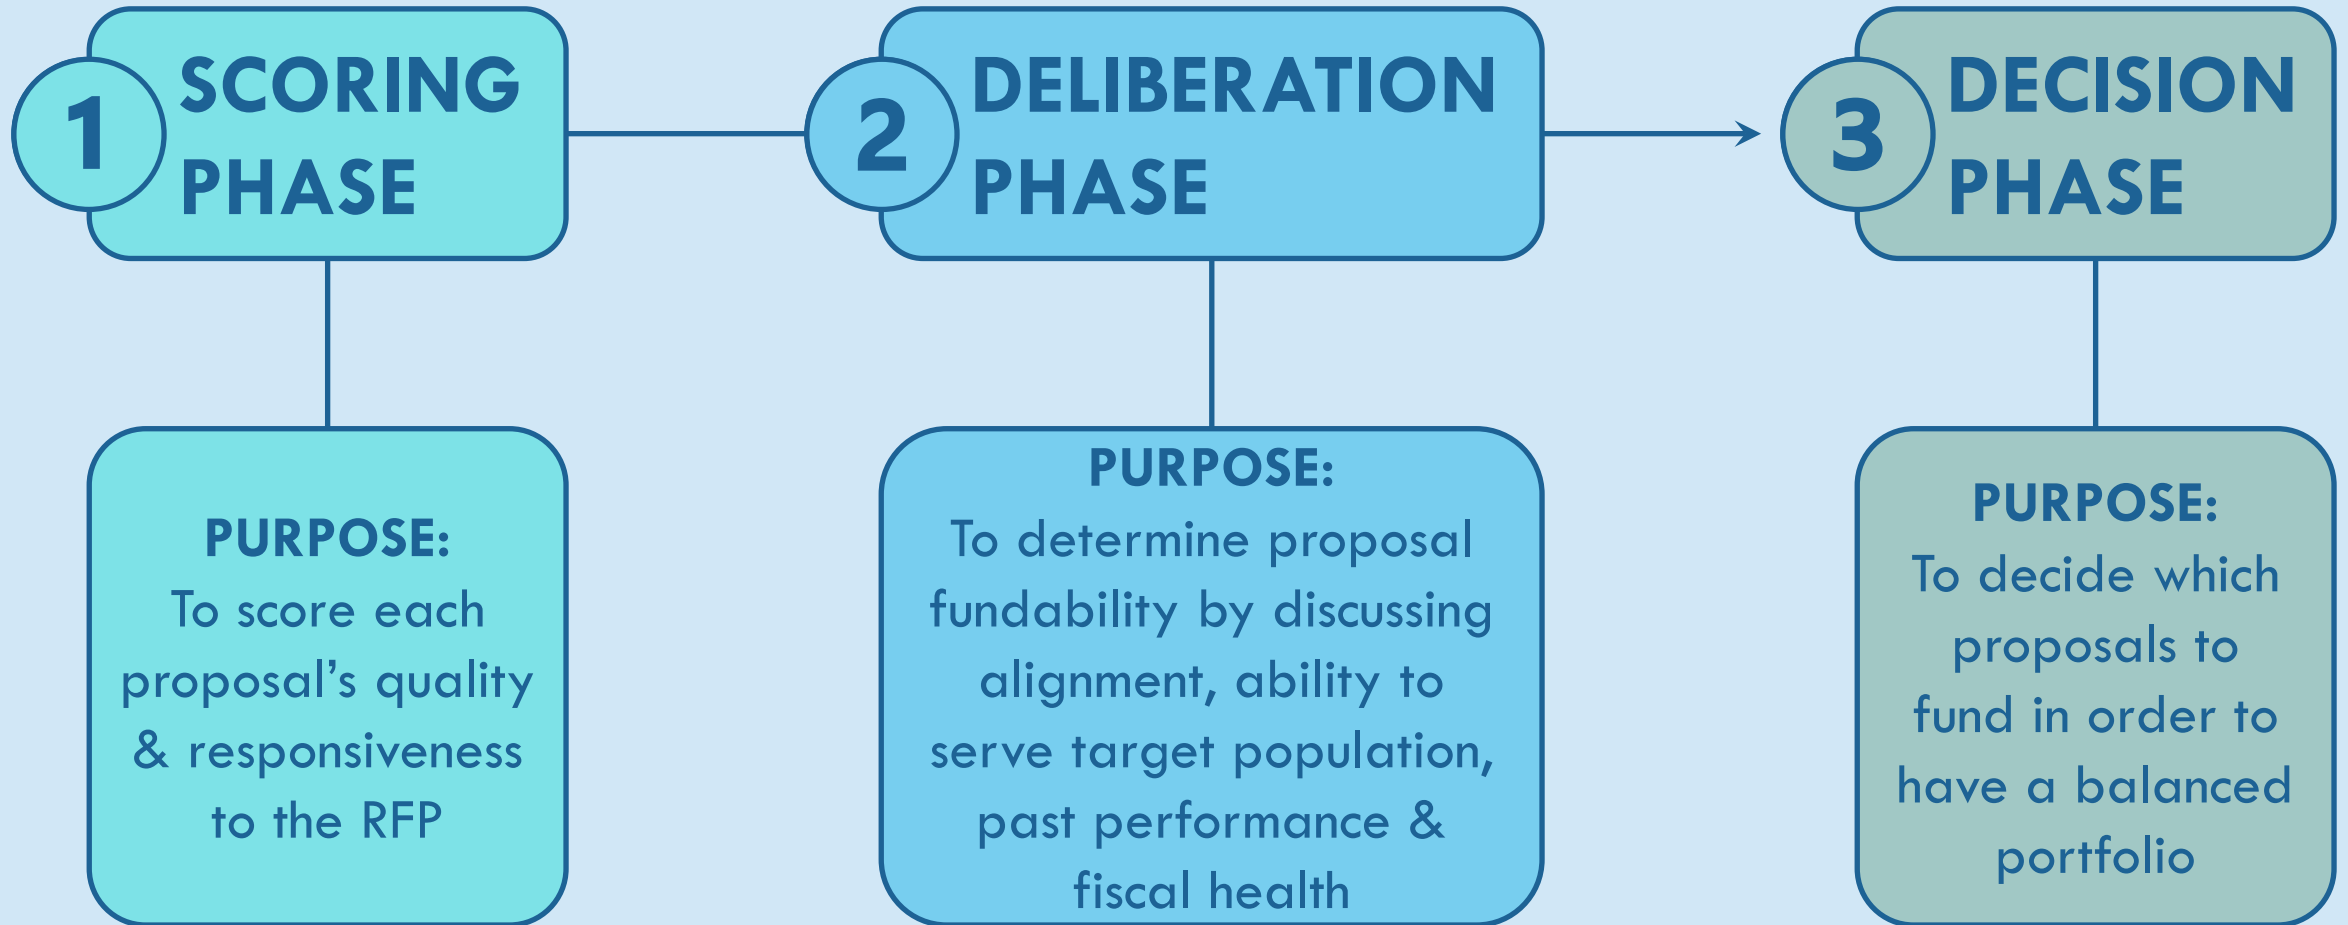 1
SCORING
PHASE
2
DELIBERATION
PHASE
3
DECISION
PHASE
PURPOSE:
To score each
proposal’s quality
& responsiveness
to the RFP
PURPOSE:
To determine proposal
fundability by discussing
alignment, ability to
serve target population,
past performance &
fiscal health
PURPOSE:
To decide which
proposals to
fund in order to
have a balanced
portfolio